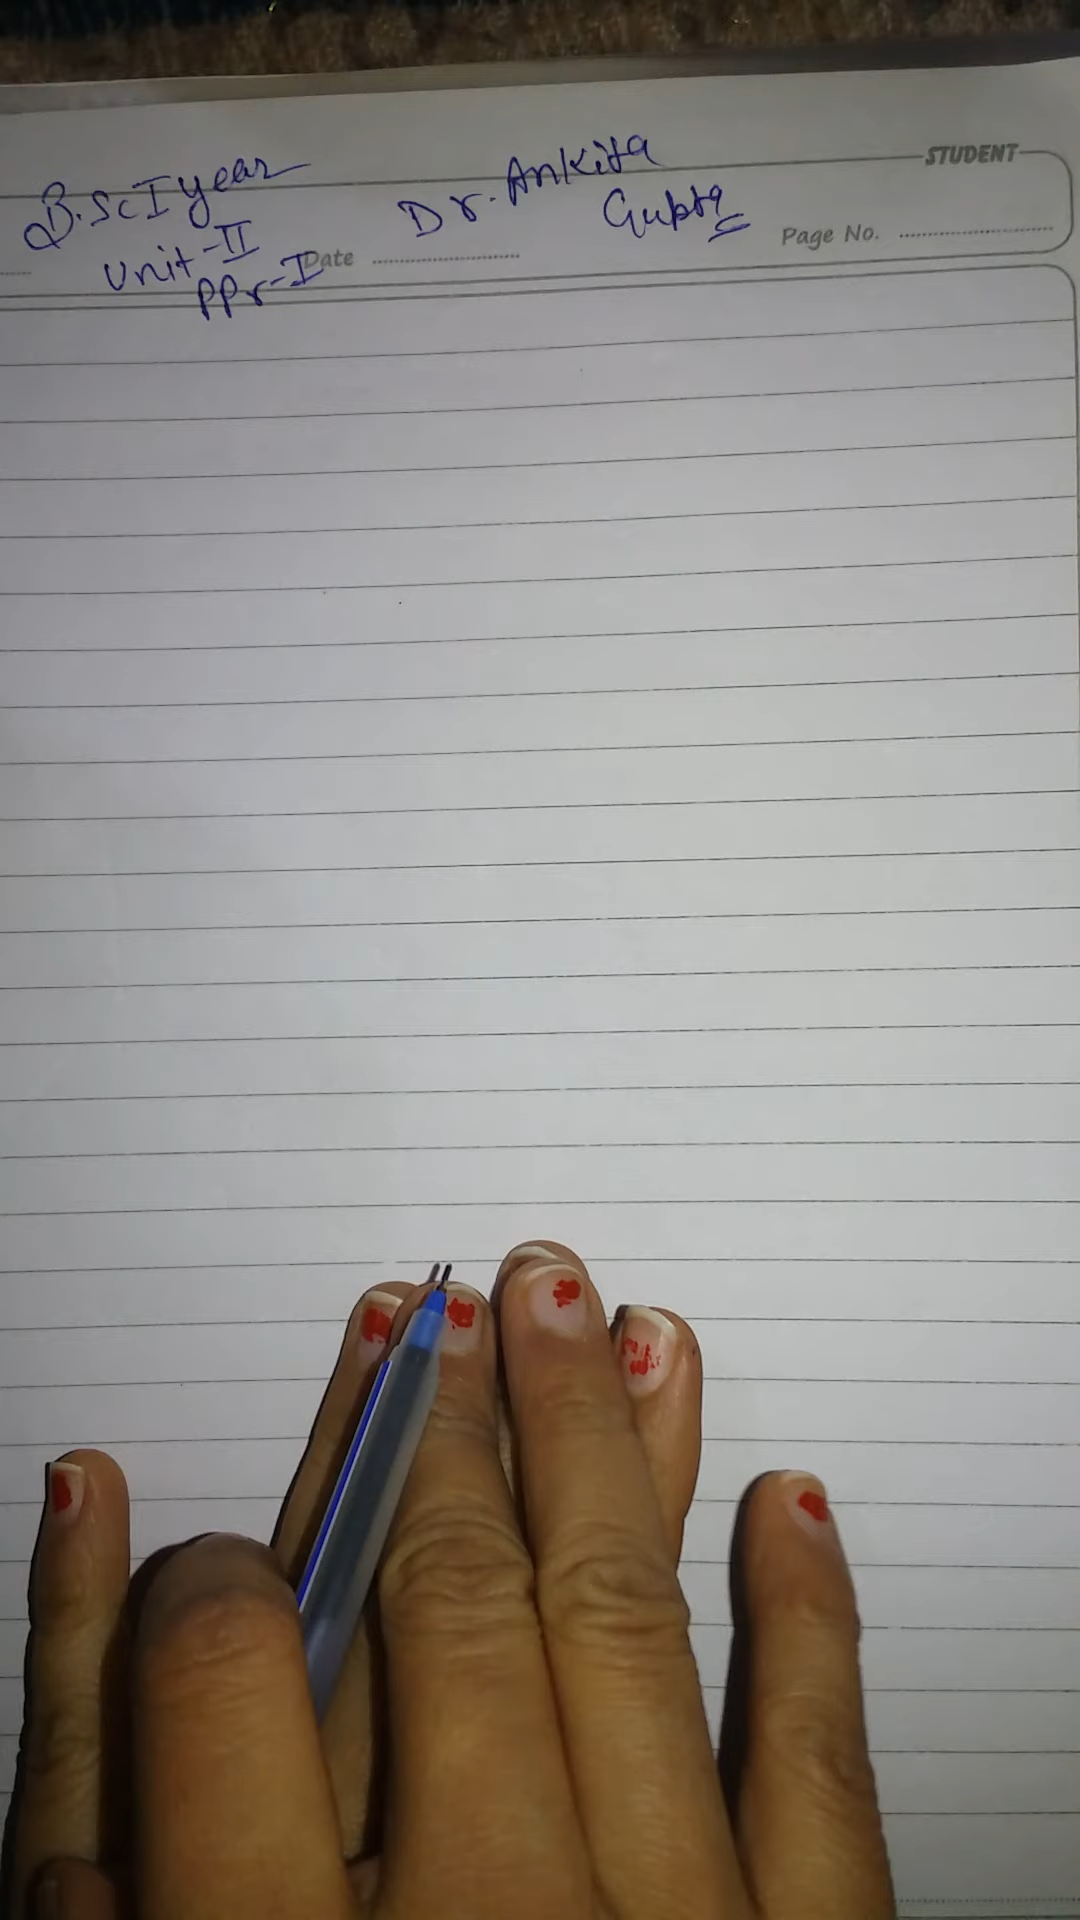 B.Sc I year
Unit-II
PPr-I
Dr. Ankita
Gupta
STUDENT
Page No.
Date